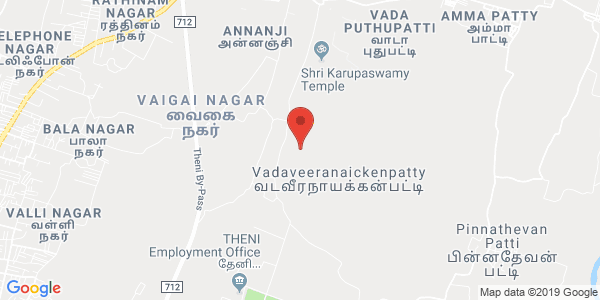 RATHINAM
NAGAR
ரத்தினம்
நகர்
712
ANNANJI
அன்னஞ்சி
VADA
PUTHUPATTI
வாடா
புதுபட்டி
AMMA PATTY
அம்மா
பாட்டி
TELEPHONE
NAGAR
டலிஃபோன்
நகர்
Shri Karupaswamy
Temple
VAIGAI NAGAR
வைகை
நகர்
BALA NAGAR
பாலா
நகர்
Theni By-Pass
Vadaveeranaickenpatty
வடவீரநாயக்கன்பட்டி
VALLI NAGAR
வள்ளி
நகர்
THENI
Employment Office
தேனி...
Pinnathevan
Patti
பின்னதேவன்
பட்டி
712
Google
Map data ©2019 Google